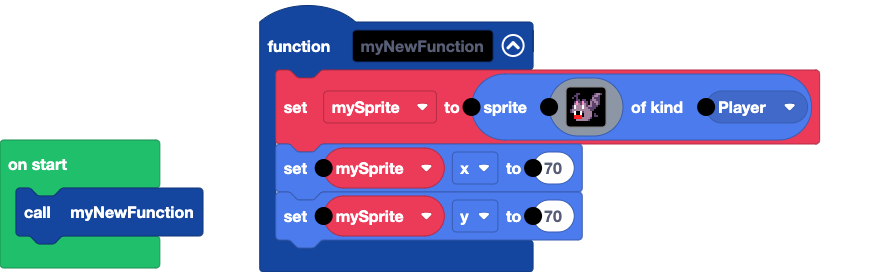 function myNewFunction
set mySprite to sprite of kind Player
set mySprite x to 70
set mySprite y to 70
on start
call myNewFunction